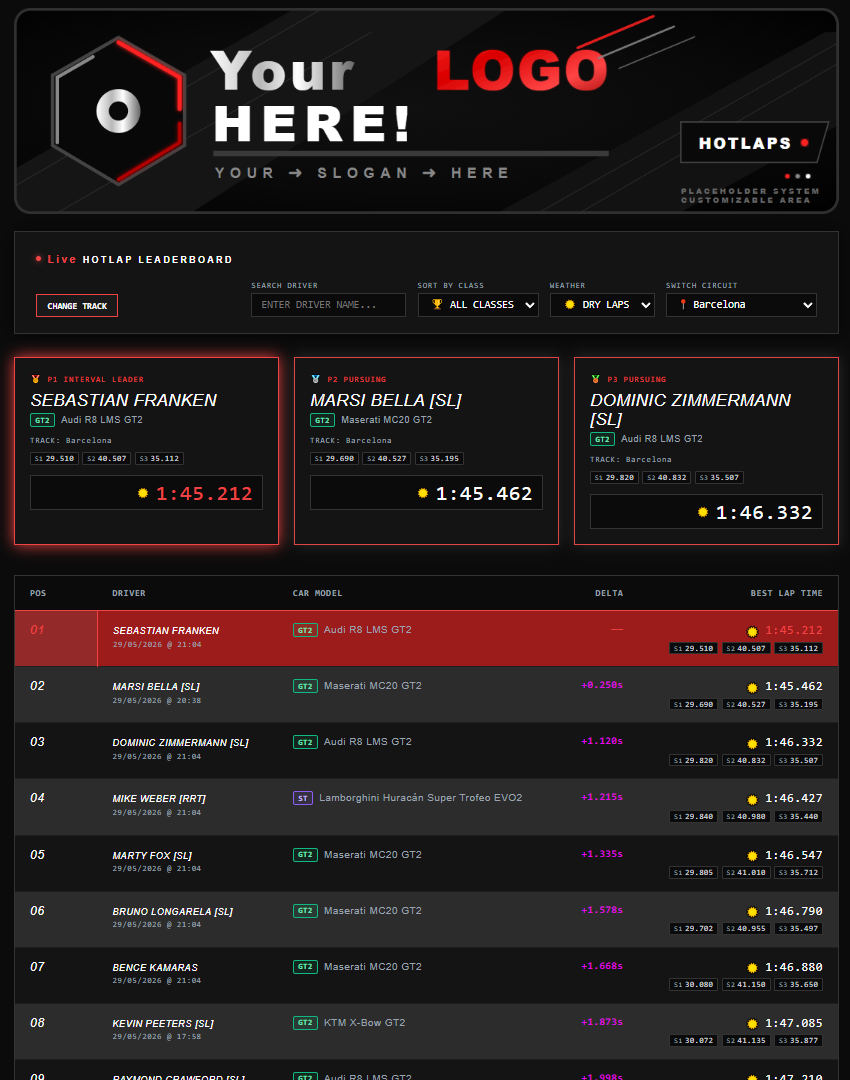 Your LOGO
HERE!
YOUR ➜ SLOGAN ➜ HERE
HOTLAPS
PLACEHOLDER SYSTEM
CUSTOMIZABLE AREA
Live HOTLAP LEADERBOARD
CHANGE TRACK
SEARCH DRIVER
ENTER DRIVER NAME...
SORT BY CLASS
🏆 ALL CLASSES
WEATHER
DRY LAPS
SWITCH CIRCUIT
📍 Barcelona
🥇 P1 INTERVAL LEADER
SEBASTIAN FRANKEN
GT2 Audi R8 LMS GT2
TRACK: Barcelona
S1 29.510 S2 40.507 S3 35.112
1:45.212
🥈 P2 PURSUING
MARSI BELLA [SL]
GT2 Maserati MC20 GT2
TRACK: Barcelona
S1 29.690 S2 40.527 S3 35.195
1:45.462
🥉 P3 PURSUING
DOMINIC ZIMMERMANN
[SL]
GT2 Audi R8 LMS GT2
TRACK: Barcelona
S1 29.820 S2 40.832 S3 35.507
1:46.332
POS DRIVER CAR MODEL DELTA BEST LAP TIME
01 SEBASTIAN FRANKEN GT2 Audi R8 LMS GT2 — 1:45.212
29/05/2026 @ 21:04 S1 29.510 S2 40.507 S3 35.112
02 MARSI BELLA [SL] GT2 Maserati MC20 GT2 +0.250s 1:45.462
29/05/2026 @ 20:38 S1 29.690 S2 40.527 S3 35.195
03 DOMINIC ZIMMERMANN [SL] GT2 Audi R8 LMS GT2 +1.120s 1:46.332
29/05/2026 @ 21:04 S1 29.820 S2 40.832 S3 35.507
04 MIKE WEBER [RRT] ST Lamborghini Huracán Super Trofeo EVO2 +1.215s 1:46.427
29/05/2026 @ 21:04 S1 29.840 S2 40.980 S3 35.440
05 MARTY FOX [SL] GT2 Maserati MC20 GT2 +1.335s 1:46.547
29/05/2026 @ 21:04 S1 29.805 S2 41.010 S3 35.712
06 BRUNO LONGARELA [SL] GT2 Maserati MC20 GT2 +1.578s 1:46.790
29/05/2026 @ 21:04 S1 29.702 S2 40.955 S3 35.497
07 BENCE KAMARAS GT2 Maserati MC20 GT2 +1.668s 1:46.880
29/05/2026 @ 21:04 S1 30.080 S2 41.150 S3 35.650
08 KEVIN PEETERS [SL] GT2 KTM X-Bow GT2 +1.873s 1:47.085
29/05/2026 @ 17:58 S1 30.072 S2 41.135 S3 35.877
09 RAYMOND CRAWFORD [SL] GT2 Audi R8 LMS GT2 +1.998s 1:47.210